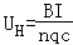 U_H = BI/nqc